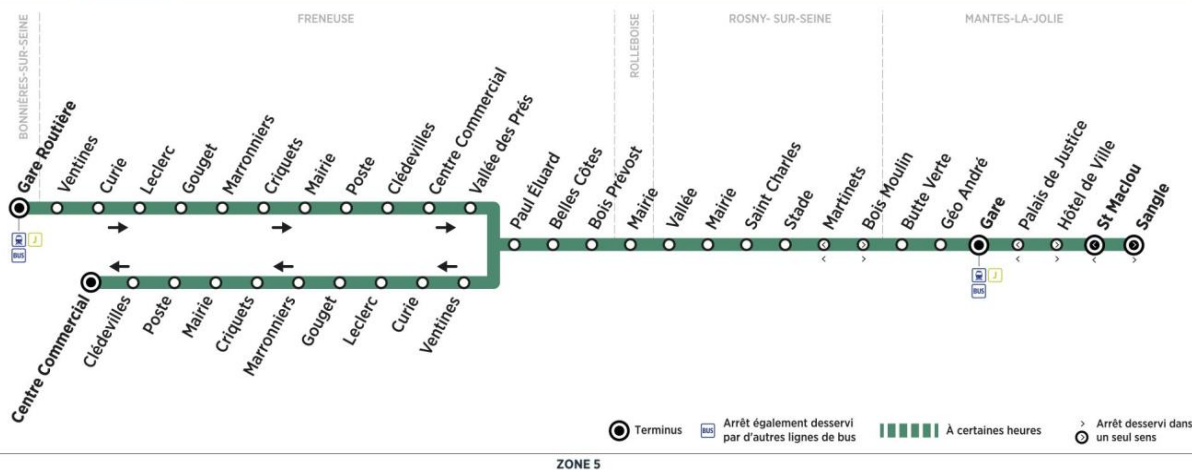 BONNIÈRES-SUR-SEINE
FRENEUSE
ROLLEBOISE
ROSNY- SUR-SEINE
MANTES-LA-JOLIE
Gare Routière
Ventines
Curie
Leclerc
Gouget
Marronniers
Criquets
Mairie
Poste
Clédevilles
Centre Commercial
Vallée des Prés
Paul Éluard
Belles Côtes
Bois Prévost
Mairie
Vallée
Mairie
Saint Charles
Stade
Martinets
Bois Moulin
Butte Verte
Géo André
Gare
Palais de Justice
Hôtel de Ville
St Maclou
Sangle
J
BUS
J
BUS
Centre Commercial
Clédevilles
Poste
Mairie
Criquets
Marronniers
Gouget
Leclerc
Curie
Ventines
Terminus
BUS
Arrêt également desservi
par d'autres lignes de bus
À certaines heures
Arrêt desservi dans
un seul sens
ZONE 5